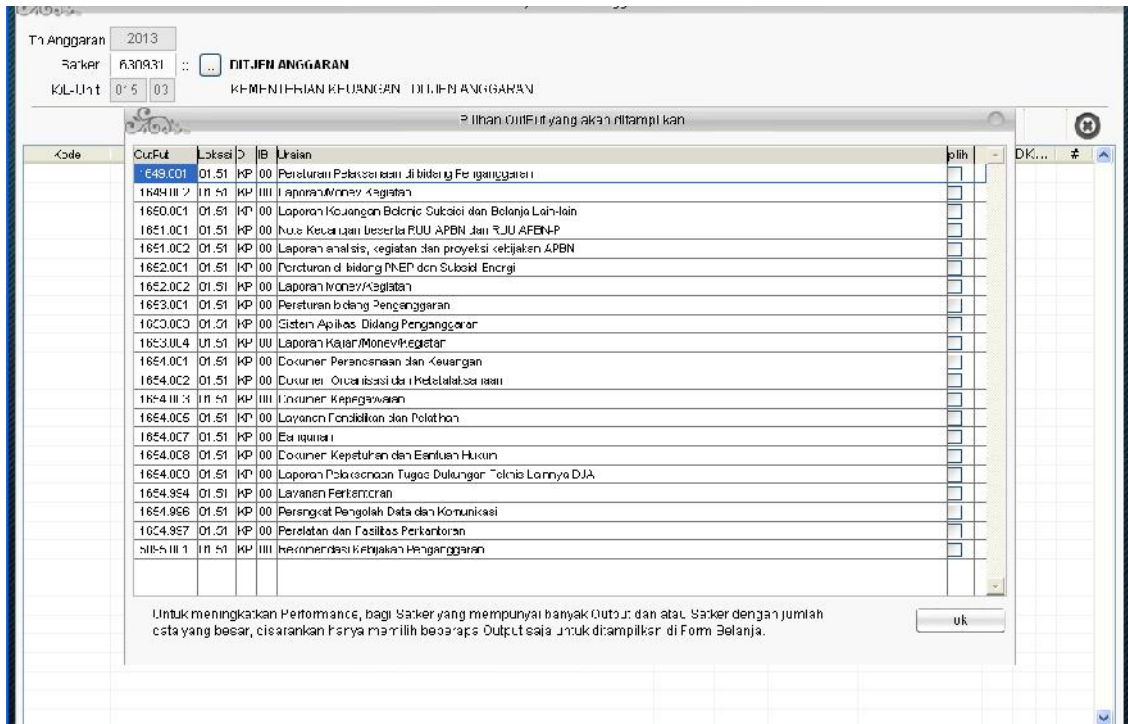 Th Anggaran 2013
Satker 630931 :: ... DITJEN ANGGARAN
K/L-Unit 015 03 KEMENTERIAN KEUANGAN DITJEN ANGGARAN
Pilihan OutPut yang akan ditampilkan
Kode DK... #
OutPut Lokasi D IB Uraian pilih
1649.001 01.51 KP 00 Peraturan Pelaksanaan di bidang Penganggaran
1649.002 01.51 KP 00 Laporan/Monev Kegiatan
1650.001 01.51 KP 00 Laporan Keuangan Belanja Subsidi dan Belanja Lain-lain
1651.001 01.51 KP 00 Nota Keuangan beserta RUU APBN dan RUU APBN-P
1651.002 01.51 KP 00 Laporan analisis, kegiatan dan proyeksi kebijakan APBN
1652.001 01.51 KP 00 Peraturan di bidang PNBP dan Subsidi Energi
1652.002 01.51 KP 00 Laporan Monev/Kegiatan
1653.001 01.51 KP 00 Peraturan bidang Penganggaran
1653.003 01.51 KP 00 Sistem Aplikasi Bidang Penganggaran
1653.004 01.51 KP 00 Laporan Kajian/Monev/Kegiatan
1654.001 01.51 KP 00 Dokumen Perencanaan dan Keuangan
1654.002 01.51 KP 00 Dokumen Organisasi dan Ketatalaksanaan
1654.003 01.51 KP 00 Dokumen Kepegawaian
1654.005 01.51 KP 00 Layanan Pendidikan dan Pelatihan
1654.007 01.51 KP 00 Bangunan
1654.008 01.51 KP 00 Dokumen Kepatuhan dan Bantuan Hukum
1654.009 01.51 KP 00 Laporan Pelaksanaan Tugas Dukungan Teknis Lainnya DJA
1654.994 01.51 KP 00 Layanan Perkantoran
1654.996 01.51 KP 00 Perangkat Pengolah Data dan Komunikasi
1654.997 01.51 KP 00 Peralatan dan Fasilitas Perkantoran
5095.001 01.51 KP 00 Rekomendasi Kebijakan Penganggaran
Untuk meningkatkan Performance, bagi Satker yang mempunyai banyak Output dan atau Satker dengan jumlah
data yang besar, disarankan hanya memilih beberapa Output saja untuk ditampilkan di Form Belanja.
ok